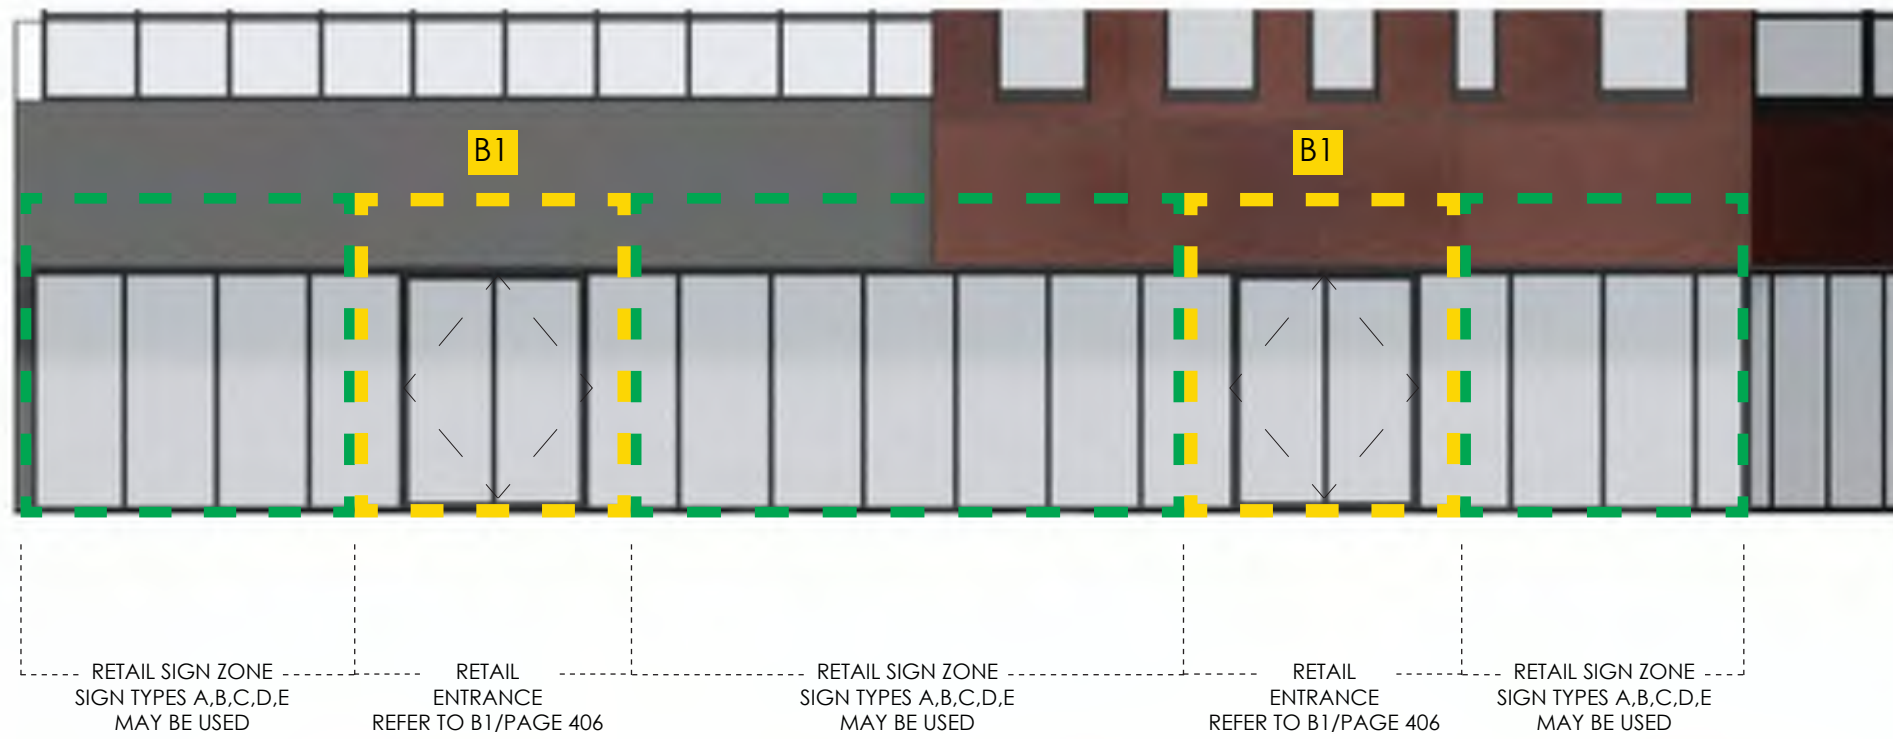 B1
B1
RETAIL SIGN ZONE
SIGN TYPES A,B,C,D,E
MAY BE USED
RETAIL
ENTRANCE
REFER TO B1/PAGE 406
RETAIL SIGN ZONE
SIGN TYPES A,B,C,D,E
MAY BE USED
RETAIL
ENTRANCE
REFER TO B1/PAGE 406
RETAIL SIGN ZONE
SIGN TYPES A,B,C,D,E
MAY BE USED